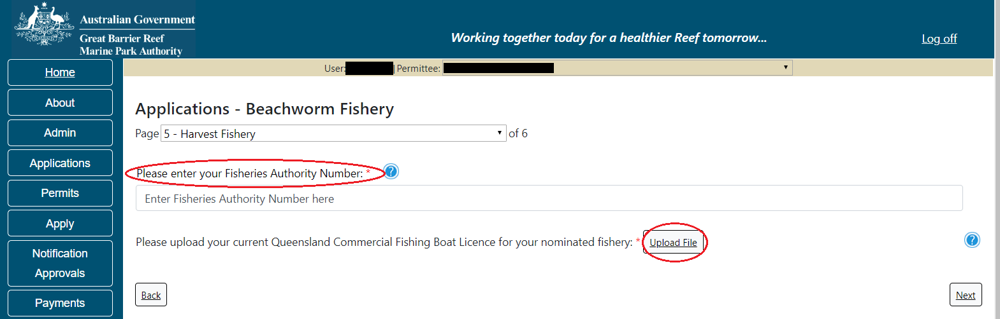 Australian Government
Great Barrier Reef
Marine Park Authority
Working together today for a healthier Reef tomorrow...
Log off
User: | Permittee:
Home
About
Admin
Applications
Permits
Apply
Notification
Approvals
Payments
Applications - Beachworm Fishery
Page 5 - Harvest Fishery of 6
Please enter your Fisheries Authority Number: * ?
Enter Fisheries Authority Number here
Please upload your current Queensland Commercial Fishing Boat Licence for your nominated fishery: * Upload File ?
Back
Next